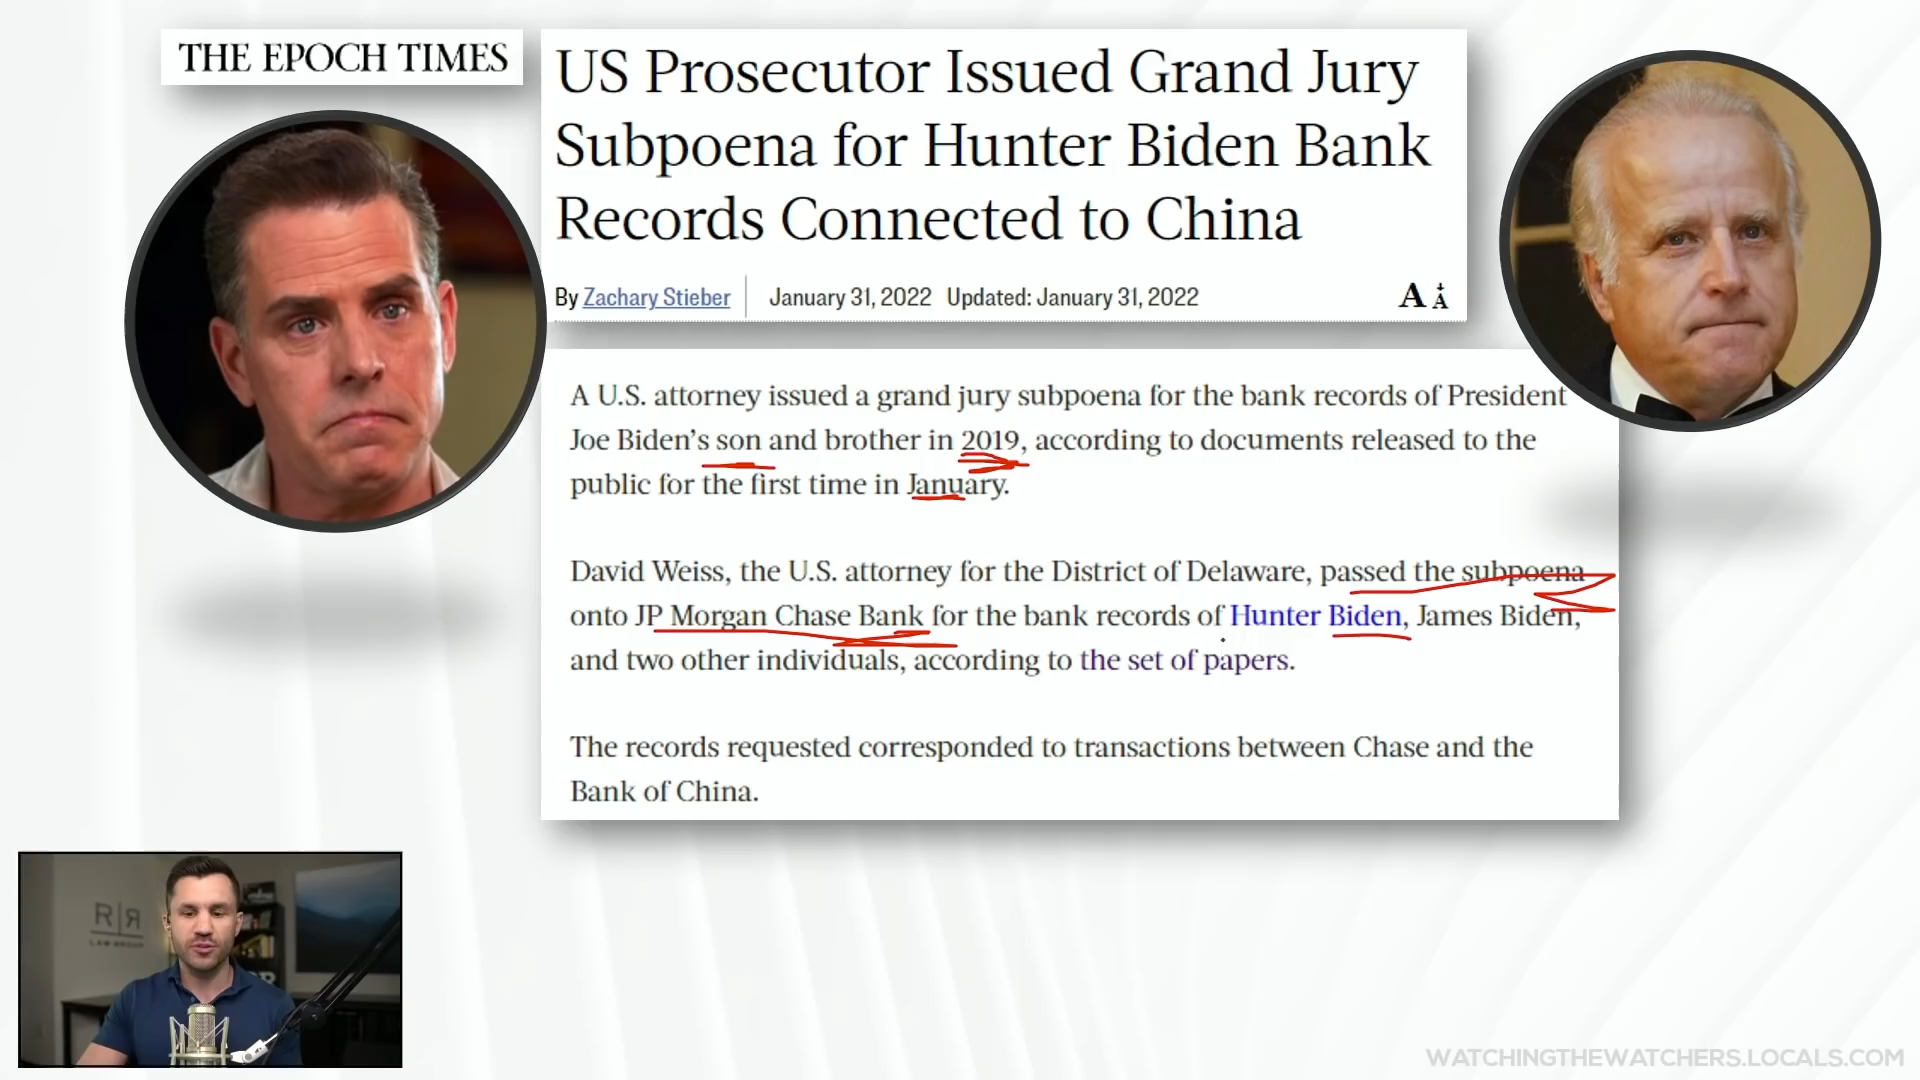 THE EPOCH TIMES
US Prosecutor Issued Grand Jury
Subpoena for Hunter Biden Bank
Records Connected to China
By Zachary Stieber January 31, 2022 Updated: January 31, 2022
A U.S. attorney issued a grand jury subpoena for the bank records of President
Joe Biden’s son and brother in 2019, according to documents released to the
public for the first time in January.
David Weiss, the U.S. attorney for the District of Delaware, passed the subpoena
onto JP Morgan Chase Bank for the bank records of Hunter Biden, James Biden,
and two other individuals, according to the set of papers.
The records requested corresponded to transactions between Chase and the
Bank of China.
R|Я
LAW GROUP
WATCHINGTHEWATCHERS.LOCALS.COM